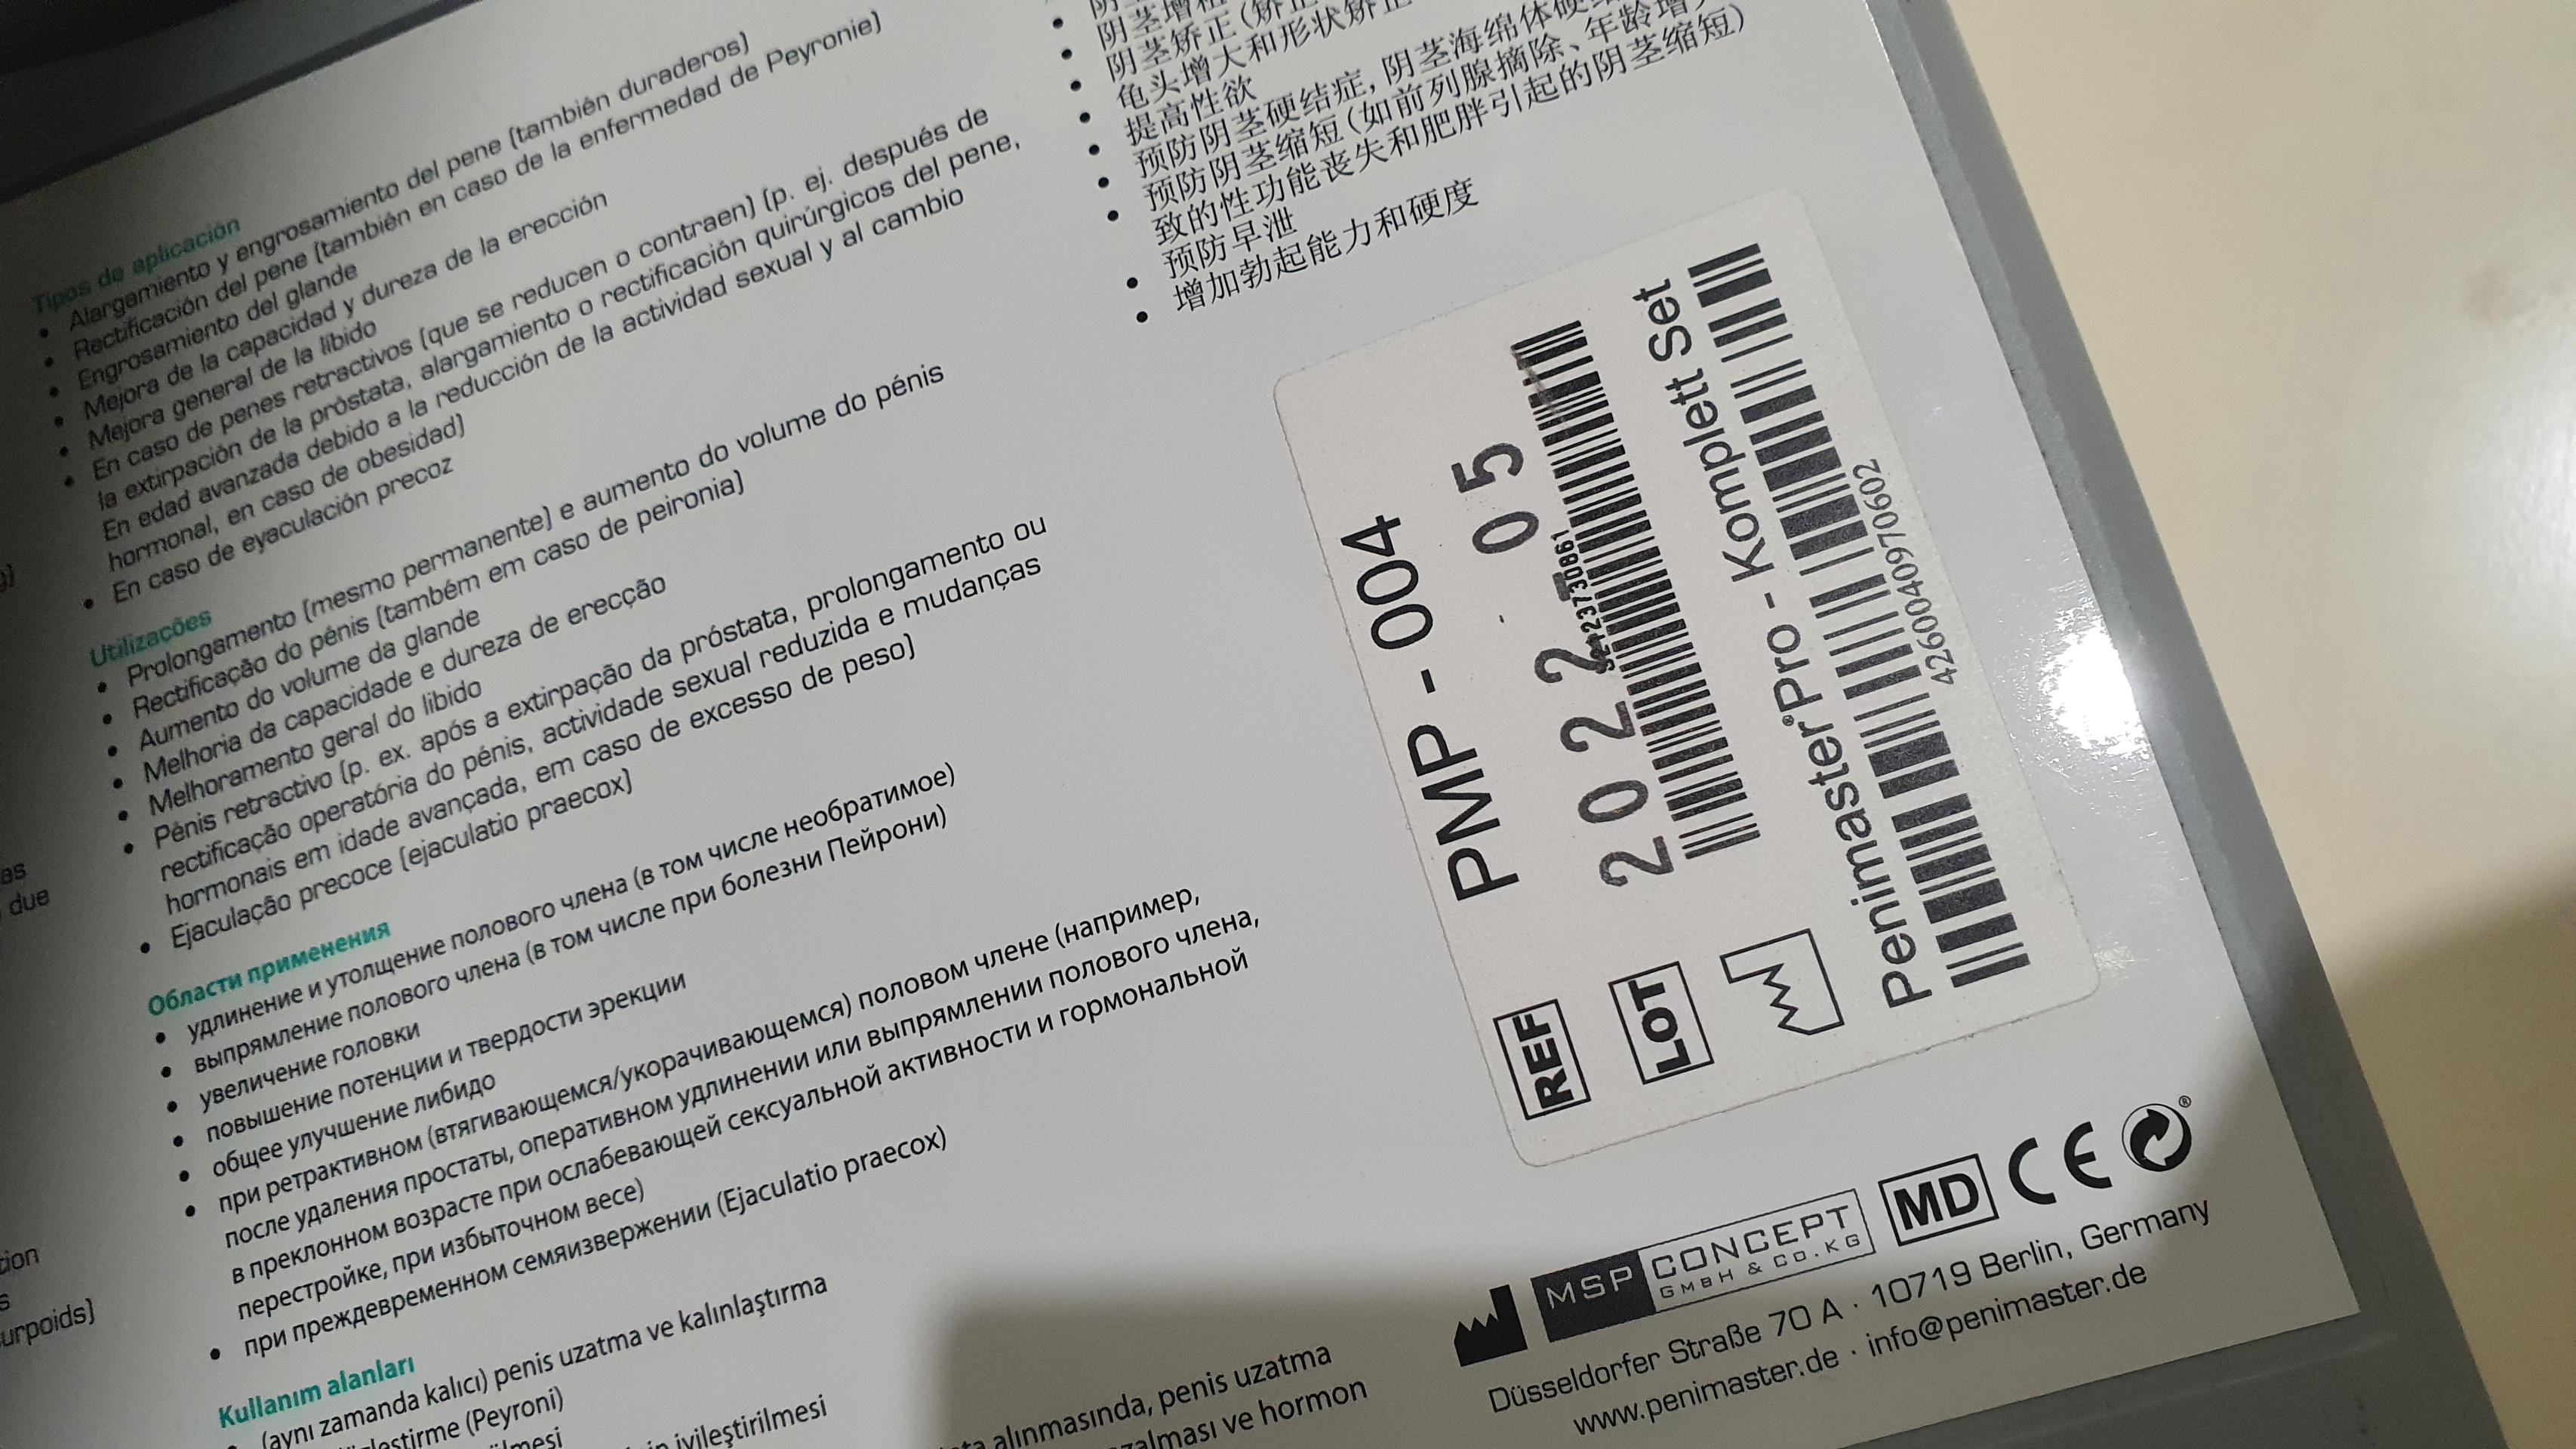 Tipos de aplicación
• Alargamiento y engrosamiento del pene (también duraderos)
• Rectificación del pene (también en caso de la enfermedad de Peyronie)
• Engrosamiento del glande
• Mejora de la capacidad y dureza de la erección
• Mejora general de la libido
• En caso de penes retractivos (que se reducen o contraen) (p. ej. después de
la extirpación de la próstata, alargamiento o rectificación quirúrgicos del pene,
En edad avanzada debido a la reducción de la actividad sexual y al cambio
hormonal, en caso de obesidad)
• En caso de eyaculación precoz
Utilizações
• Prolongamento (mesmo permanente) e aumento do volume do pénis
• Rectificação do pénis (também em caso de peironia)
• Aumento do volume da glande
• Melhoria da capacidade e dureza de erecção
• Melhoramento geral do libido
• Pénis retractivo (p. ex. após a extirpação da próstata, prolongamento ou
rectificação operatória do pénis, actividade sexual reduzida e mudanças
hormonais em idade avançada, em caso de excesso de peso)
• Ejaculação precoce (ejaculatio praecox)
Области применения
• удлинение и утолщение полового члена (в том числе необратимое)
• выпрямление полового члена (в том числе при болезни Пейрони)
• увеличение головки
• повышение потенции и твердости эрекции
• общее улучшение либидо
• при ретрактивном (втягивающемся/укорачивающемся) половом члене (например,
после удаления простаты, оперативном удлинении или выпрямлении полового члена,
в преклонном возрасте при ослабевающей сексуальной активности и гормональной
перестройке, при избыточном весе)
• при преждевременном семяизвержении (Ejaculatio praecox)
Kullanım alanları
(aynı zamanda kalıcı) penis uzatma ve kalınlaştırma
(Peyroni)
iyileştirilmesi
alınmasında, penis uzatma
ve hormon
as
due
urpoids)
阴茎矫正
龟头增大和形状矫正
• 提高性欲
• 预防阴茎硬结症, 阴茎海绵体硬结
• 预防阴茎缩短 (如前列腺摘除、年龄增
致的性功能丧失和肥胖引起的阴茎缩短)
• 预防早泄
• 增加勃起能力和硬度
REF PMP - 004
LOT 2022 - 05
Penimaster®Pro - Komplett Set
4260040970602
MSP CONCEPT
GMBH & CO.KG
MD CE ®
Düsseldorfer Straße 70 A · 10719 Berlin, Germany
www.penimaster.de · info@penimaster.de